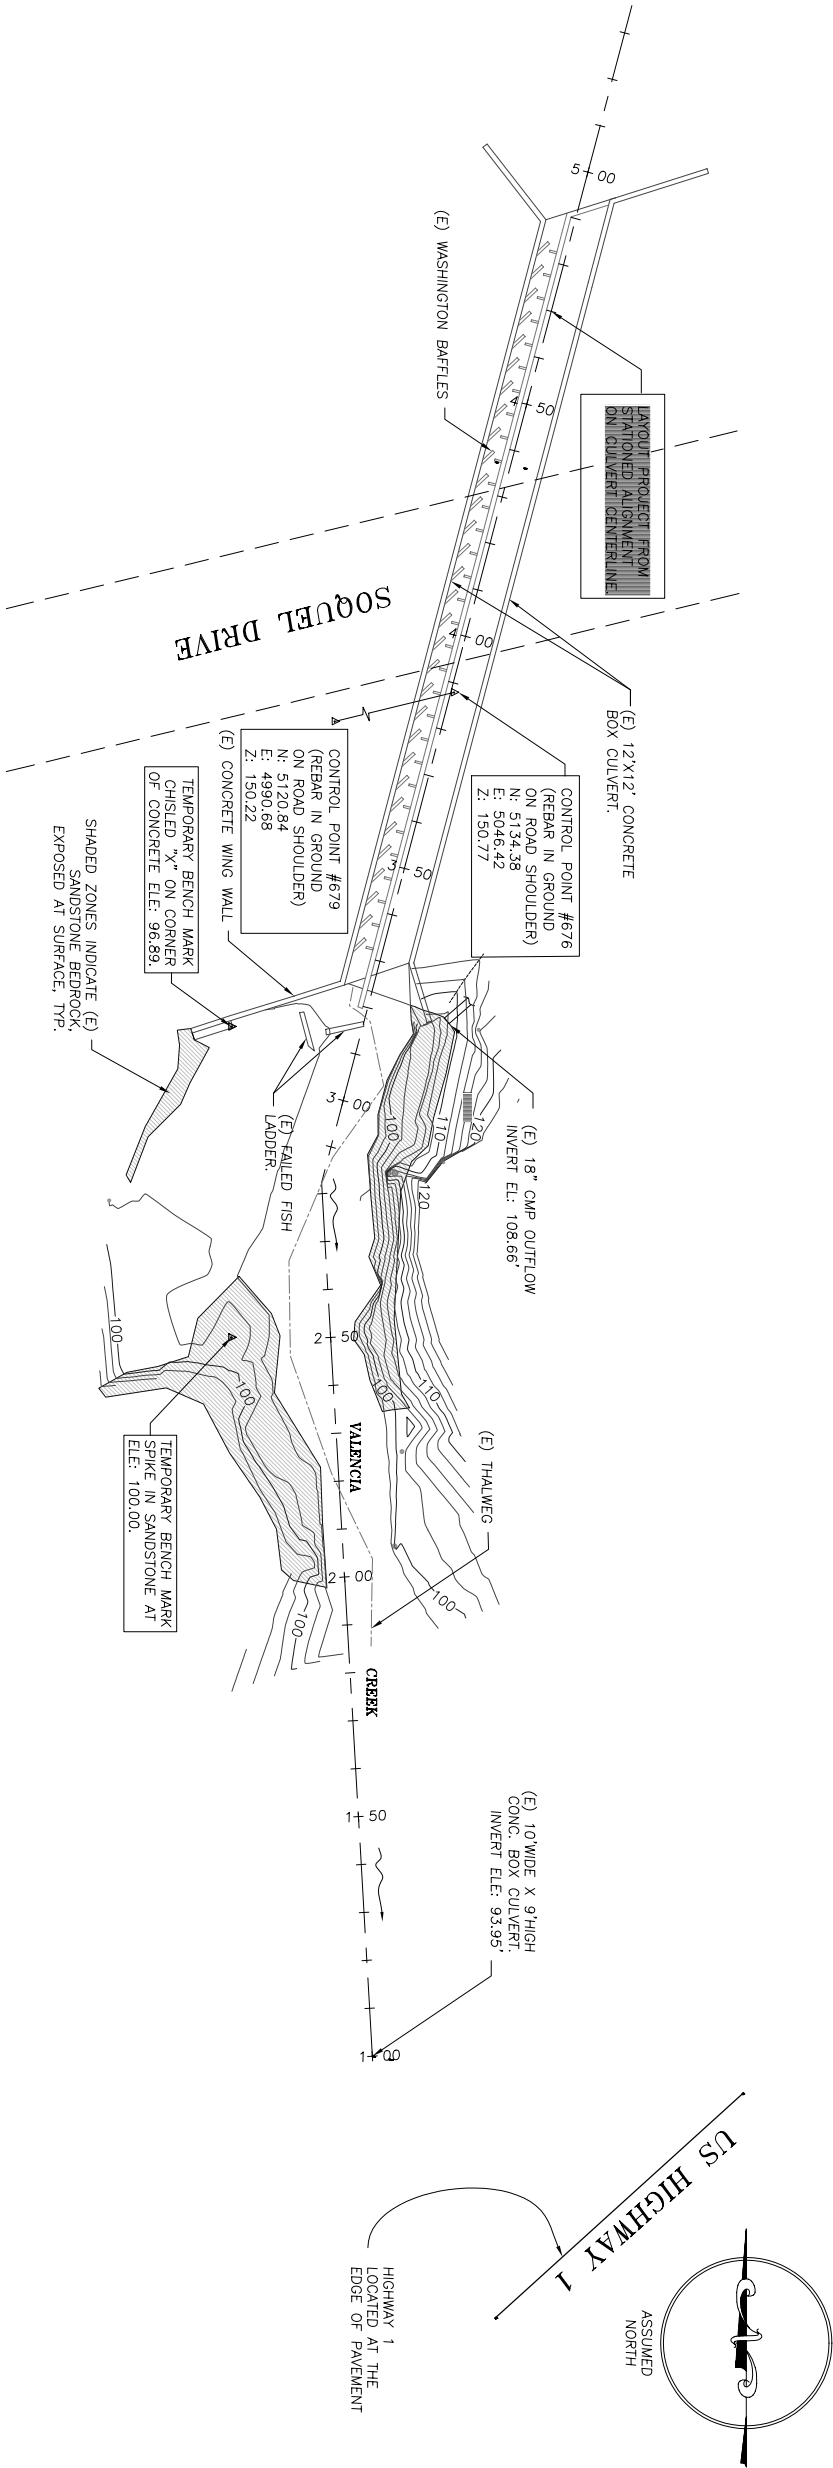 5+00
LAYOUT PROJECT FROM
STATIONED ALIGNMENT
ON CULVERT CENTERLINE.
(E) WASHINGTON BAFFLES
4+50
SOQUEL DRIVE
4+00
(E) 12'X12' CONCRETE
BOX CULVERT.
CONTROL POINT #676
(REBAR IN GROUND
ON ROAD SHOULDER)
N: 5134.38
E: 5046.42
Z: 150.77
CONTROL POINT #679
(REBAR IN GROUND
ON ROAD SHOULDER)
N: 5120.84
E: 4990.68
Z: 150.22
3+50
(E) CONCRETE WING WALL
TEMPORARY BENCH MARK
CHISLED "X" ON CORNER
OF CONCRETE ELE: 96.89.
SHADED ZONES INDICATE (E)
SANDSTONE BEDROCK,
EXPOSED AT SURFACE, TYP.
3+00
100
110
120
120
(E) 18" CMP OUTFLOW
INVERT EL: 108.66'
(E) FAILED FISH
LADDER.
100
2+50
100
100
110
VALENCIA
(E) THALWEG
TEMPORARY BENCH MARK
SPIKE IN SANDSTONE AT
ELE: 100.00.
2+00
100
100
CREEK
1+50
(E) 10'WIDE X 9'HIGH
CONC. BOX CULVERT.
INVERT ELE: 93.95'
1+00
US HIGHWAY 1
HIGHWAY 1
LOCATED AT THE
EDGE OF PAVEMENT
ASSUMED
NORTH